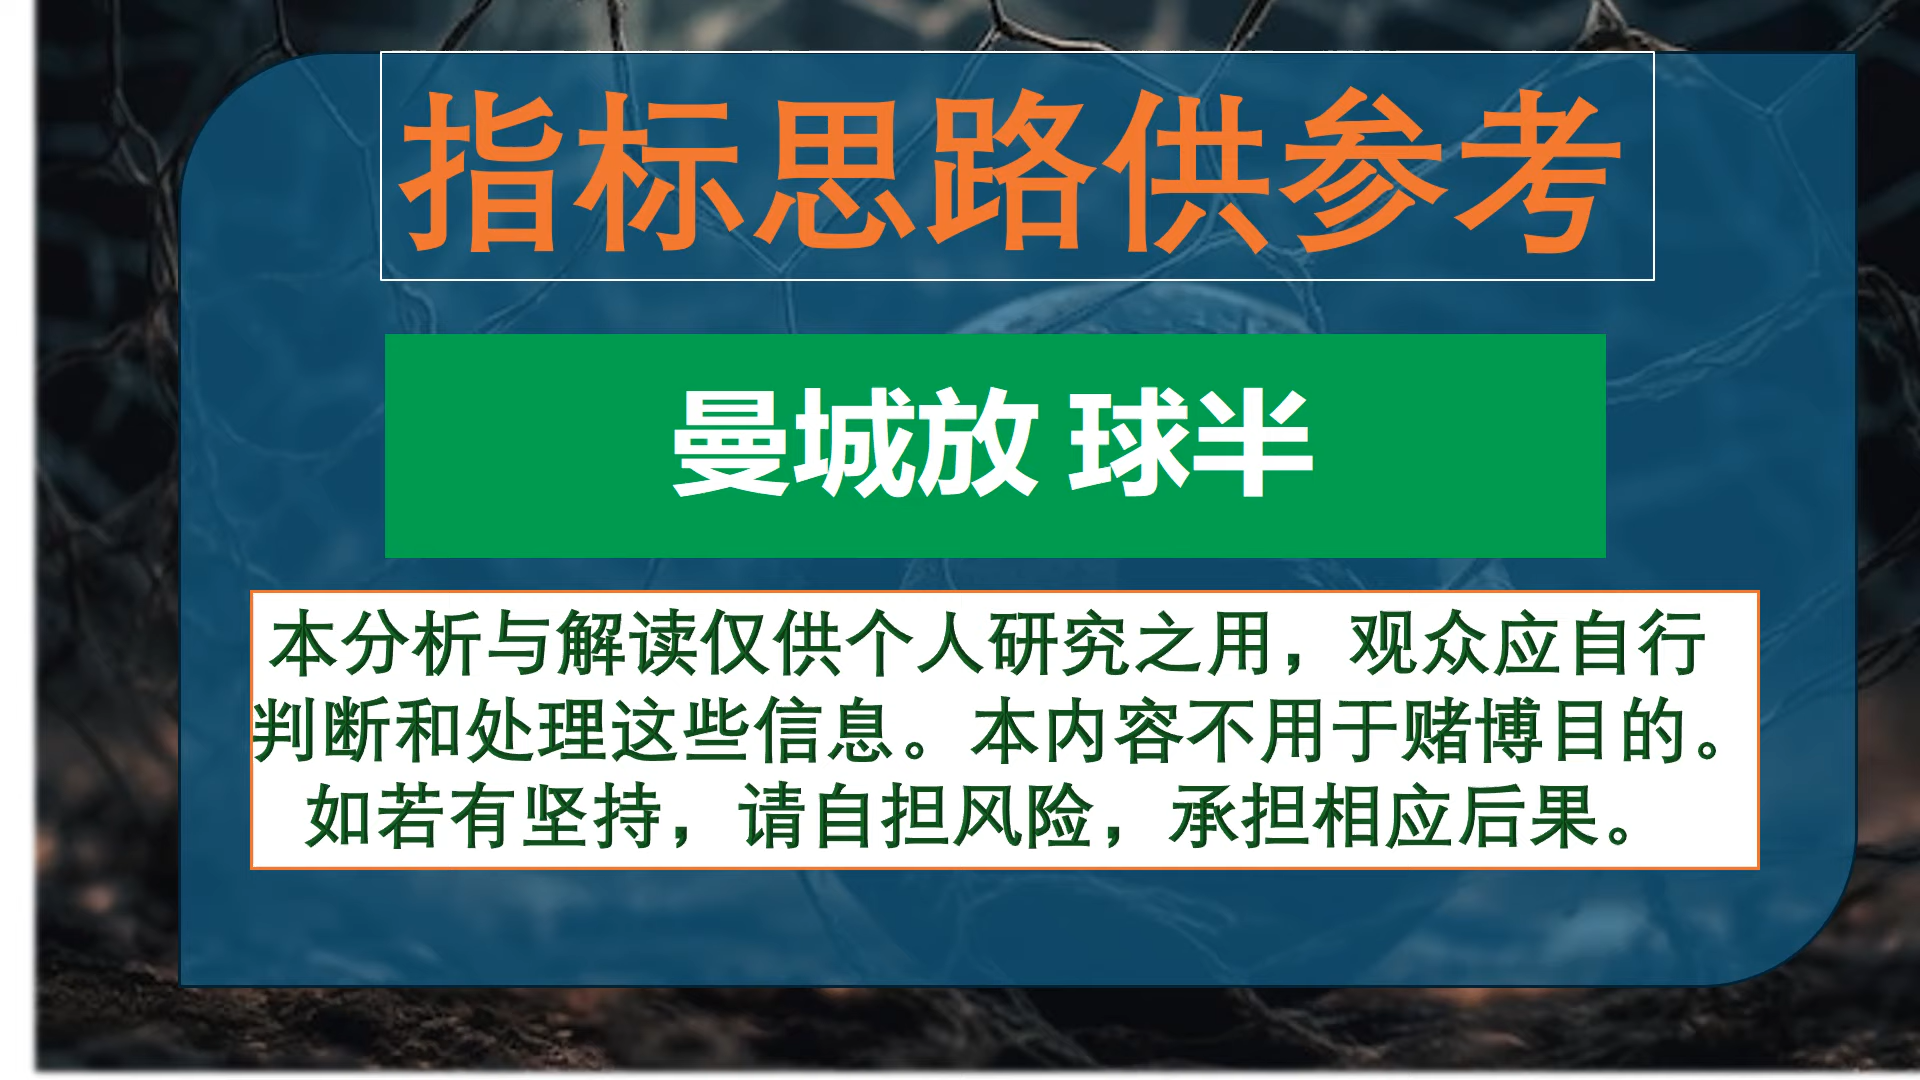 指标思路供参考
曼城放 球半
本分析与解读仅供个人研究之用，观众应自行
判断和处理这些信息。本内容不用于赌博目的。
如若有坚持，请自担风险，承担相应后果。